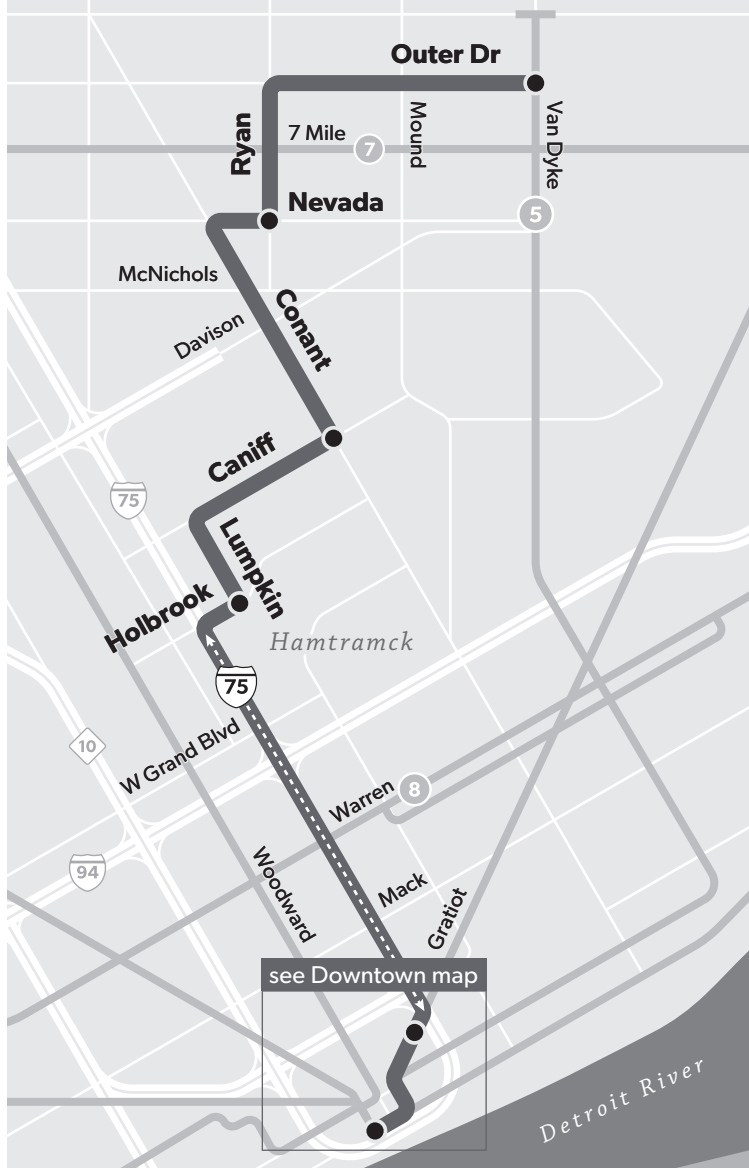 Outer Dr
Ryan
7 Mile
7
Mound
Van Dyke
5
Nevada
McNichols
Conant
Davison
Caniff
75
Lumpkin
Holbrook
Hamtramck
75
10
W Grand Blvd
Warren
8
94
Woodward
Mack
Gratiot
see Downtown map
Detroit River